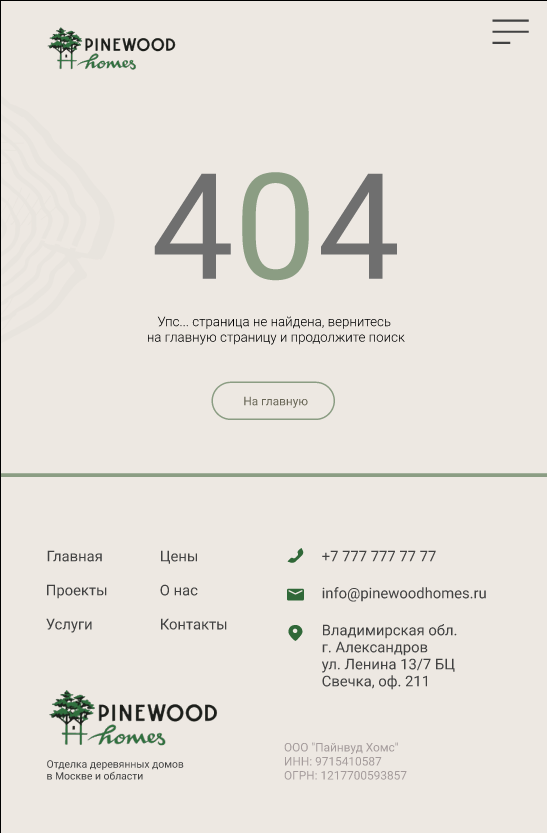 PINEWOOD
homes
404
Упс... страница не найдена, вернитесь
на главную страницу и продолжите поиск
На главную
Главная
Проекты
Услуги
Цены
О нас
Контакты
+7 777 777 77 77
info@pinewoodhomes.ru
Владимирская обл.
г. Александров
ул. Ленина 13/7 БЦ
Свечка, оф. 211
PINEWOOD
homes
Отделка деревянных домов
в Москве и области
ООО "Пайнвуд Хомс"
ИНН: 9715410587
ОГРН: 1217700593857